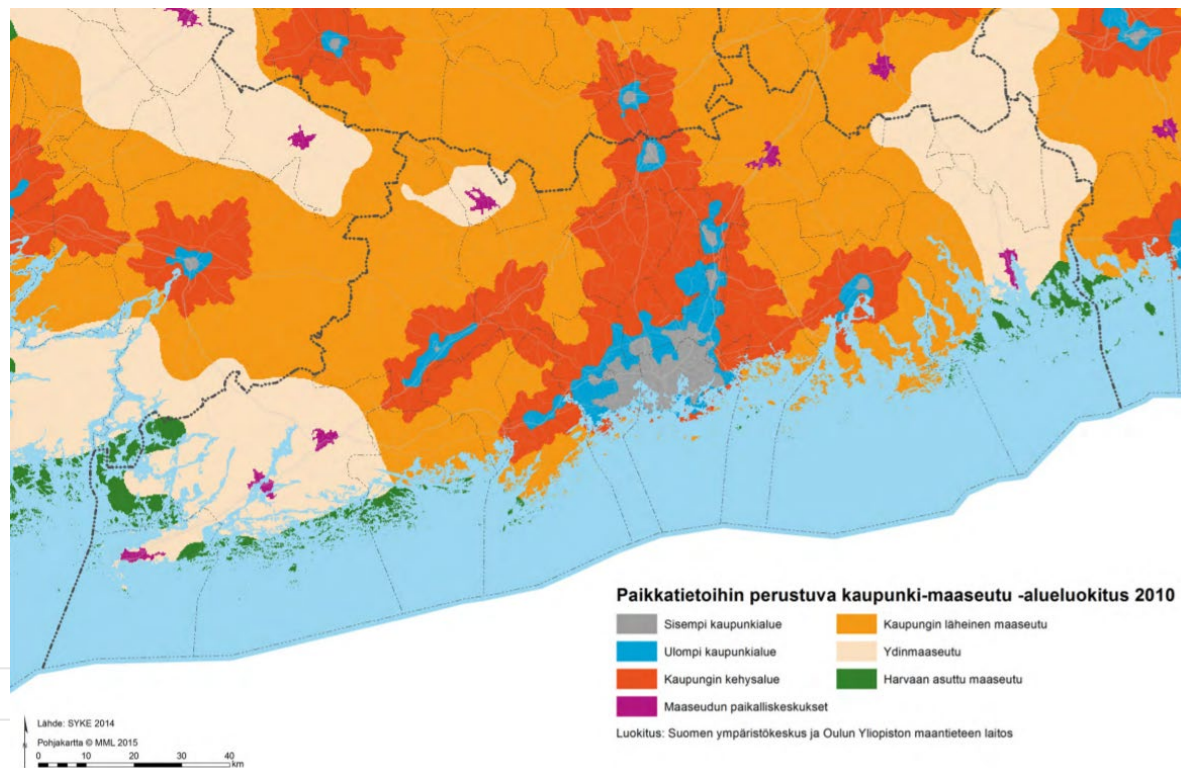 Paikkatietoihin perustuva kaupunki-maaseutu -alueluokitus 2010
Sisempi kaupunkialue
Ulompi kaupunkialue
Kaupungin kehysalue
Maaseudun paikalliskeskukset
Kaupungin läheinen maaseutu
Ydinmaaseutu
Harvaan asuttu maaseutu
Luokitus: Suomen ympäristökeskus ja Oulun Yliopiston maantieteen laitos
Lähde: SYKE 2014
Pohjakartta © MML 2015
N
0 10 20 30 40
km